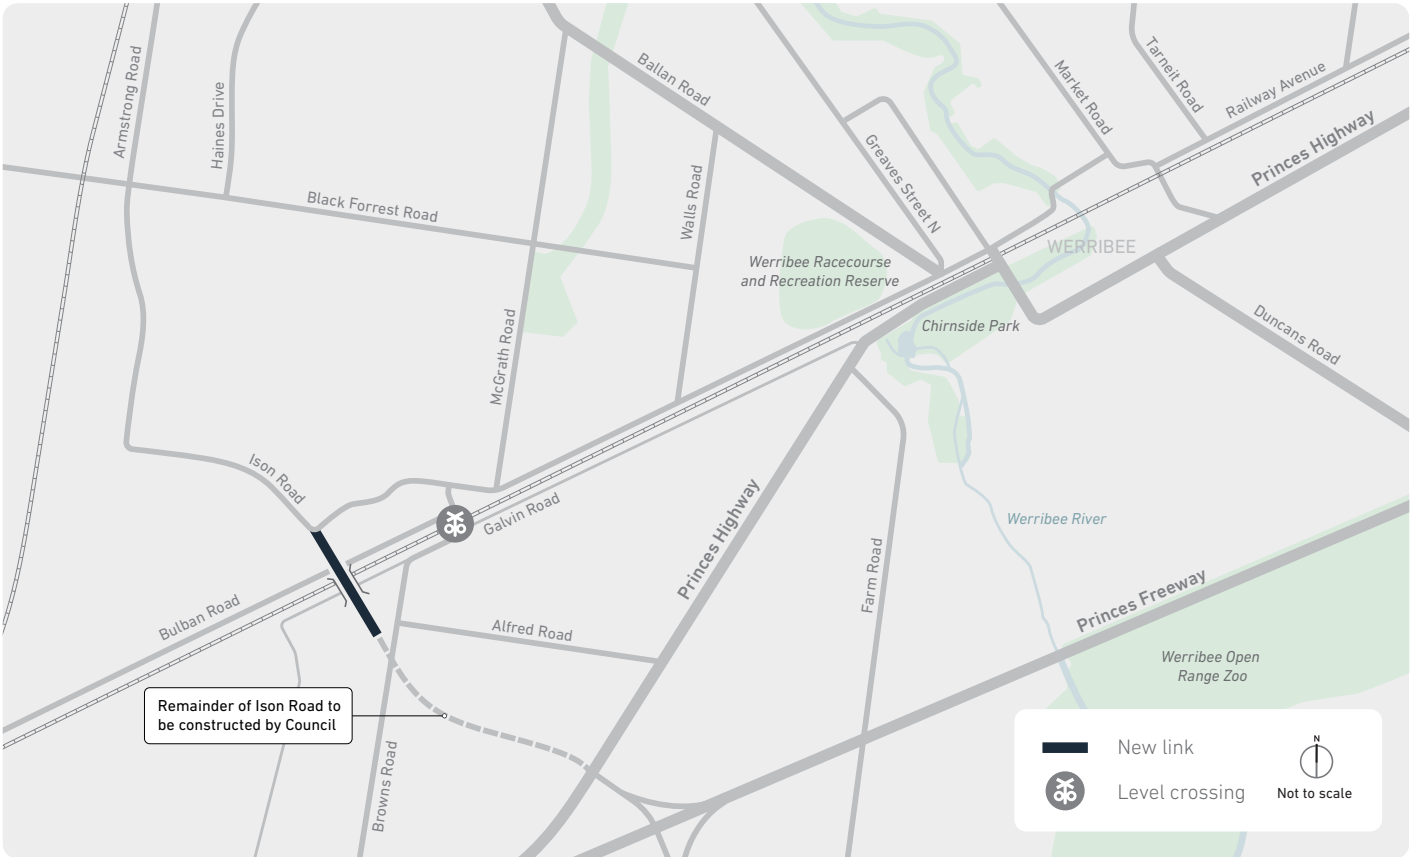 Armstrong Road
Haines Drive
Ballan Road
Market Road
Tarneit Road
Railway Avenue
Princes Highway
Greaves Street N
Black Forrest Road
Walls Road
WERRIBEE
Werribee Racecourse
and Recreation Reserve
Chirnside Park
Duncans Road
McGrath Road
Ison Road
Galvin Road
Princes Highway
Werribee River
Farm Road
Bulban Road
Alfred Road
Princes Freeway
Werribee Open
Range Zoo
Remainder of Ison Road to
be constructed by Council
Browns Road
New link
Level crossing
N
Not to scale